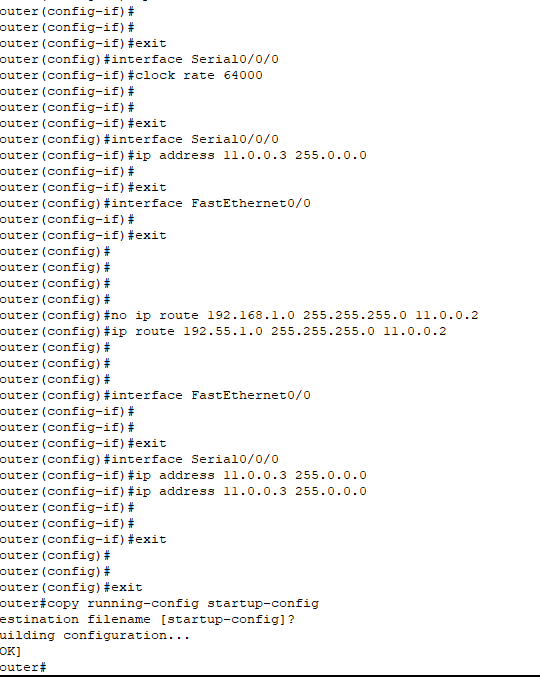 outer(config-if)#
outer(config-if)#
outer(config-if)#exit
outer(config)#interface Serial0/0/0
outer(config-if)#clock rate 64000
outer(config-if)#
outer(config-if)#
outer(config-if)#exit
outer(config)#interface Serial0/0/0
outer(config-if)#ip address 11.0.0.3 255.0.0.0
outer(config-if)#
outer(config-if)#exit
outer(config)#interface FastEthernet0/0
outer(config-if)#
outer(config-if)#exit
outer(config)#
outer(config)#
outer(config)#
outer(config)#
outer(config)#no ip route 192.168.1.0 255.255.255.0 11.0.0.2
outer(config)#ip route 192.55.1.0 255.255.255.0 11.0.0.2
outer(config)#
outer(config)#
outer(config)#
outer(config)#interface FastEthernet0/0
outer(config-if)#
outer(config-if)#
outer(config-if)#exit
outer(config)#interface Serial0/0/0
outer(config-if)#ip address 11.0.0.3 255.0.0.0
outer(config-if)#ip address 11.0.0.3 255.0.0.0
outer(config-if)#
outer(config-if)#
outer(config-if)#exit
outer(config)#
outer(config)#
outer(config)#exit
outer#copy running-config startup-config
estination filename [startup-config]?
uilding configuration...
OK]
outer#